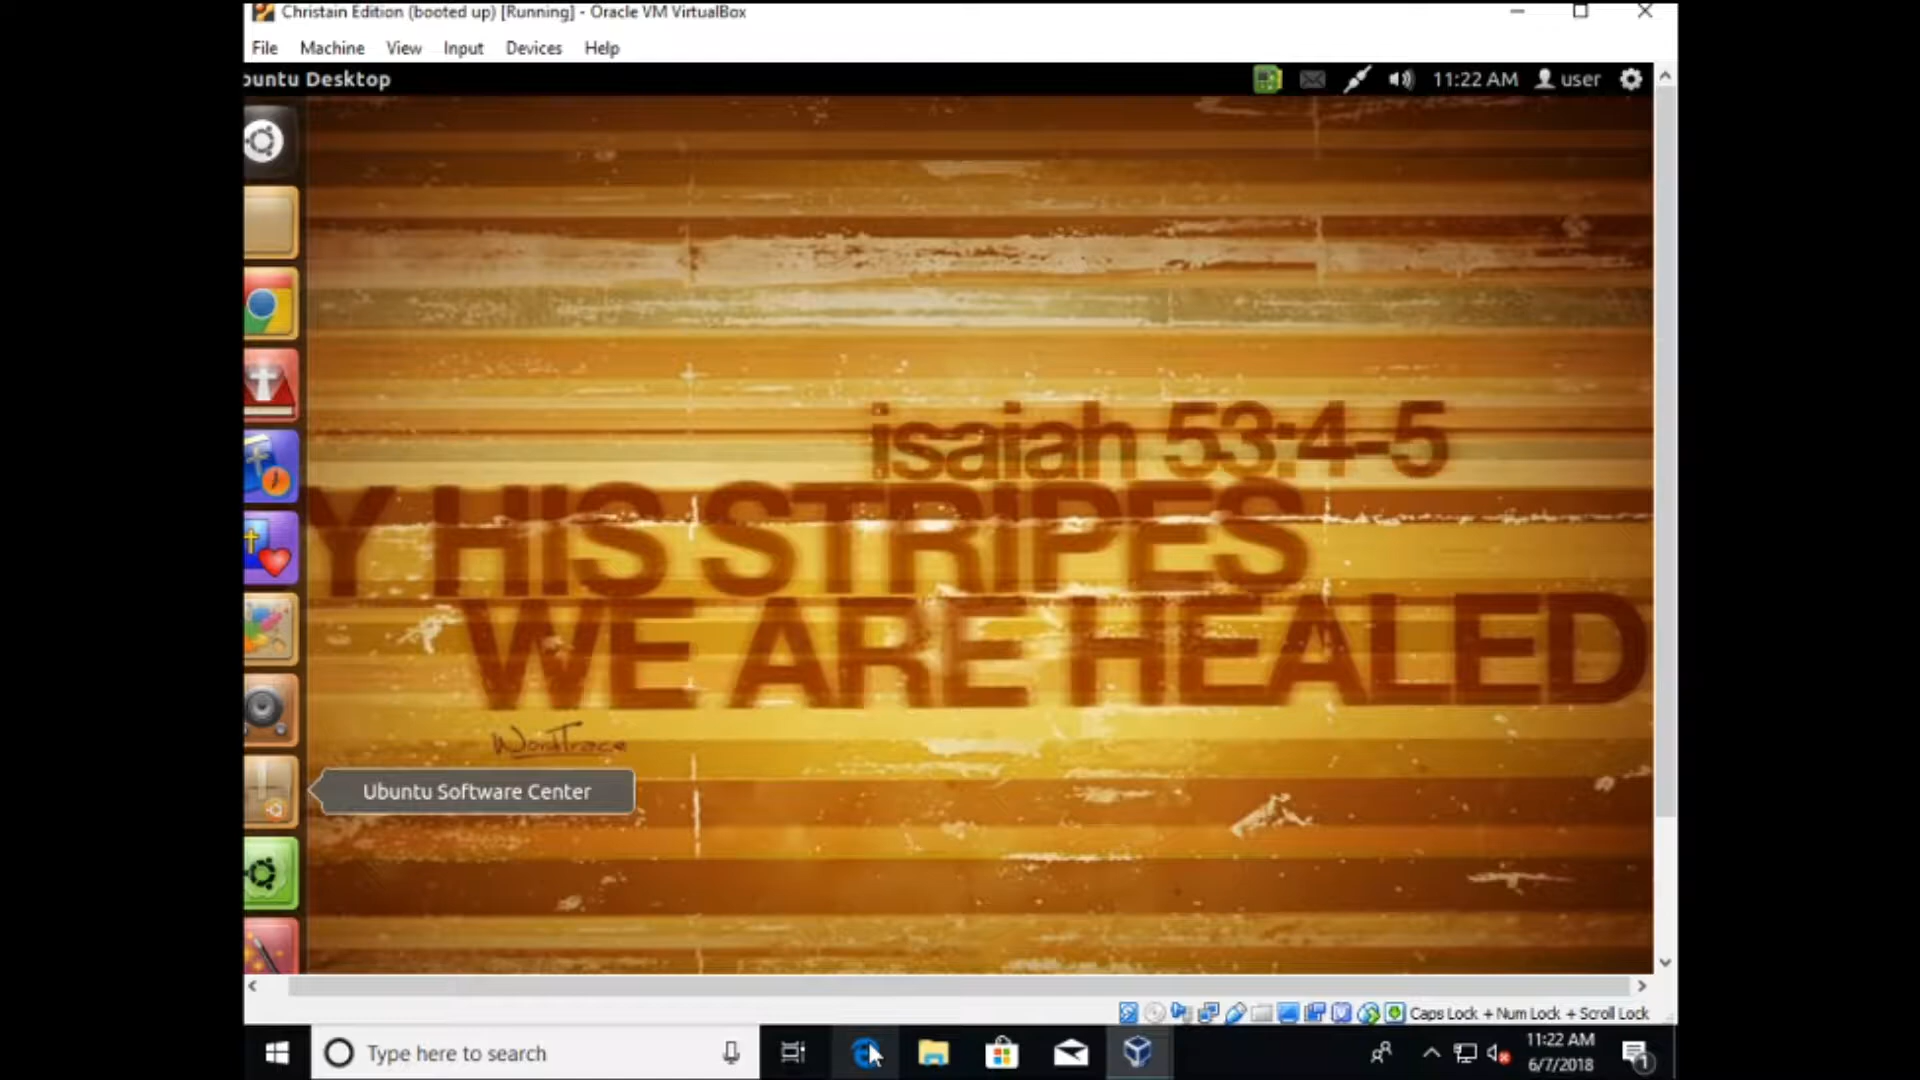 Christain Edition (booted up) [Running] - Oracle VM VirtualBox
File Machine View Input Devices Help
buntu Desktop
11:22 AM user
isaiah 53:4-5
Y HIS STRIPES
WE ARE HEALED
WordTrace
Ubuntu Software Center
Caps Lock + Num Lock + Scroll Lock
Type here to search
11:22 AM
6/7/2018
1